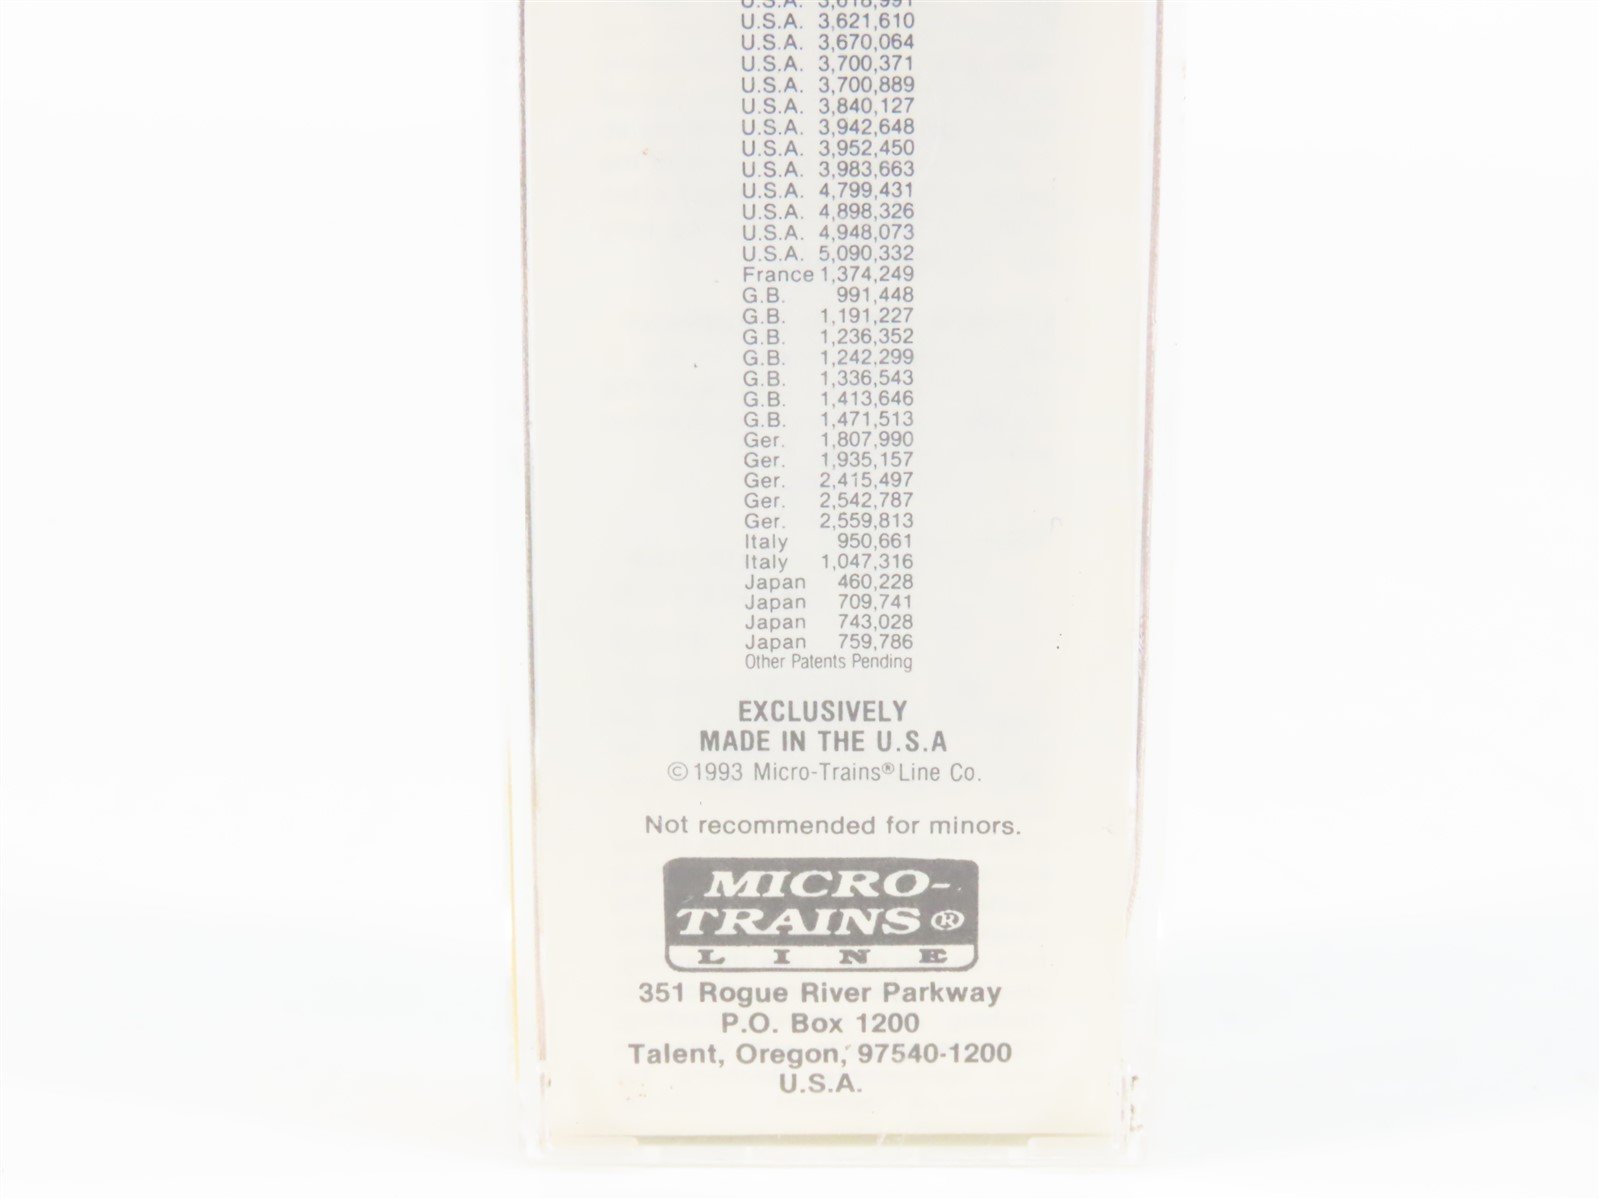 U.S.A. 3,618,991
U.S.A. 3,621,610
U.S.A. 3,670,064
U.S.A. 3,700,371
U.S.A. 3,700,889
U.S.A. 3,840,127
U.S.A. 3,942,648
U.S.A. 3,952,450
U.S.A. 3,983,663
U.S.A. 4,799,431
U.S.A. 4,898,326
U.S.A. 4,948,073
U.S.A. 5,090,332
France 1,374,249
G.B. 991,448
G.B. 1,191,227
G.B. 1,236,352
G.B. 1,242,299
G.B. 1,336,543
G.B. 1,413,646
G.B. 1,471,513
Ger. 1,807,990
Ger. 1,935,157
Ger. 2,415,497
Ger. 2,542,787
Ger. 2,559,813
Italy 950,661
Italy 1,047,316
Japan 460,228
Japan 709,741
Japan 743,028
Japan 759,786
Other Patents Pending
EXCLUSIVELY
MADE IN THE U.S.A
© 1993 Micro-Trains® Line Co.
Not recommended for minors.
MICRO-
TRAINS®
LINE
351 Rogue River Parkway
P.O. Box 1200
Talent, Oregon, 97540-1200
U.S.A.